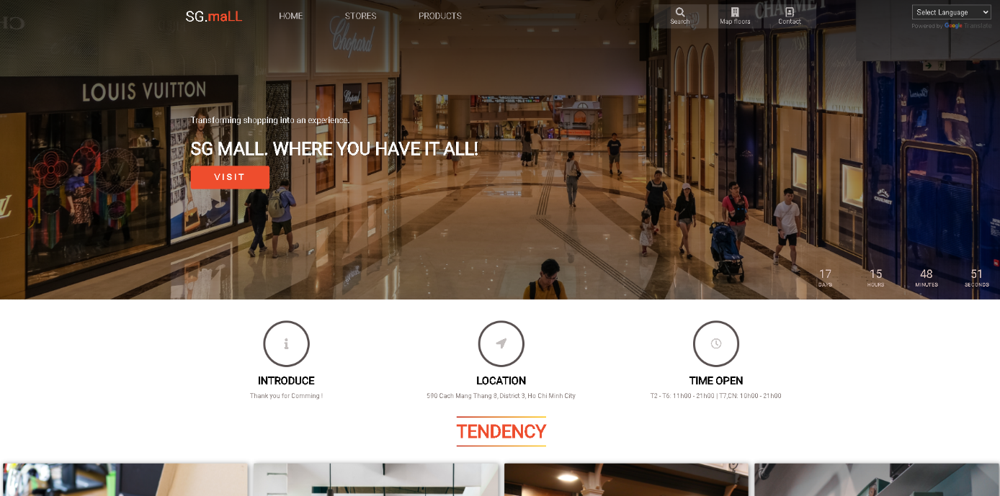 SG.maLL
HOME
STORES
PRODUCTS
Search
Map floors
Contact
Select Language
Powered by Google Translate
CHAUMET
Chopard
LOUIS VUITTON
Chopard
Transforming shopping into an experience.
SG MALL. WHERE YOU HAVE IT ALL!
VISIT
CHAUMET
17 15 48 51
DAYS HOURS MINUTES SECONDS
INTRODUCE
Thank you for Comming !
LOCATION
590 Cach Mang Thang 8, District 3, Ho Chi Minh City
TIME OPEN
T2 - T6: 11h00 - 21h00 | T7,CN: 10h00 - 21h00
TENDENCY